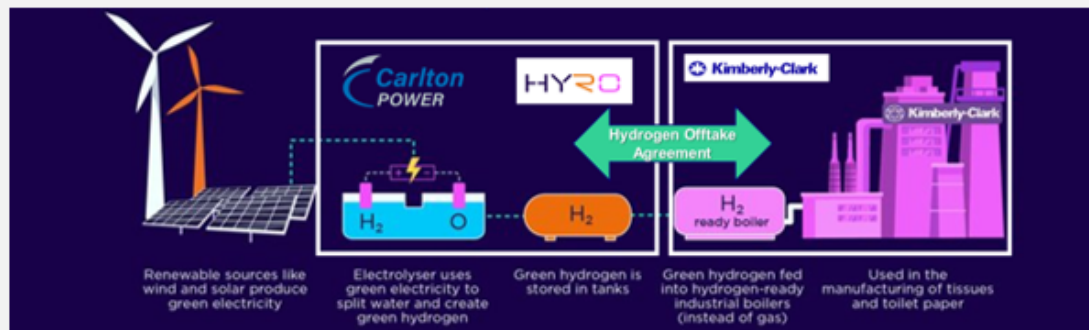 Carlton
POWER
HYRO
Kimberly-Clark
Kimberly-Clark
Hydrogen Offtake
Agreement
H₂
O
H₂
H₂
ready boiler
Renewable sources like
wind and solar produce
green electricity
Electrolyser uses
green electricity to
split water and create
green hydrogen
Green hydrogen is
stored in tanks
Green hydrogen fed
into hydrogen-ready
industrial boilers
(instead of gas)
Used in the
manufacturing of tissues
and toilet paper